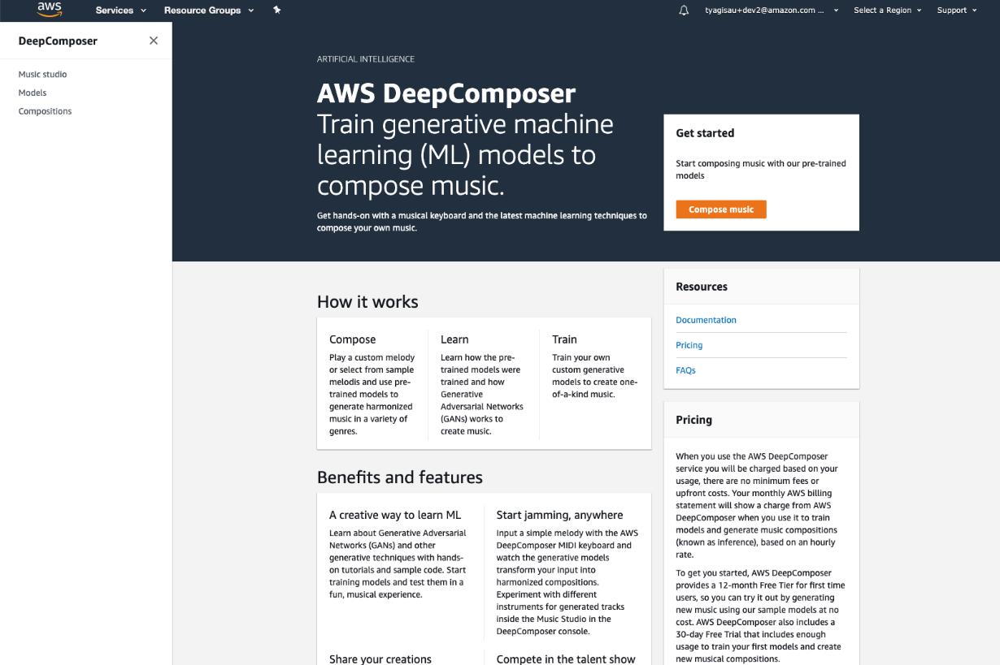 aws
Services
Resource Groups
tyagisau+dev2@amazon.com ...
Select a Region
Support
DeepComposer
Music studio
Models
Compositions
ARTIFICIAL INTELLIGENCE
AWS DeepComposer
Train generative machine
learning (ML) models to
compose music.
Get hands-on with a musical keyboard and the latest machine learning techniques to
compose your own music.
Get started
Start composing music with our pre-trained
models
Compose music
How it works
Compose
Play a custom melody
or select from sample
melodis and use pre-
trained models to
generate harmonized
music in a variety of
genres.
Learn
Learn how the pre-
trained models were
trained and how
Generative
Adversarial Networks
(GANs) works to
create music.
Train
Train your own
custom generative
models to create one-
of-a-kind music.
Benefits and features
A creative way to learn ML
Learn about Generative Adversarial
Networks (GANs) and other
generative techniques with hands-
on tutorials and sample code. Start
training models and test them in a
fun, musical experience.
Start jamming, anywhere
Input a simple melody with the AWS
DeepComposer MIDI keyboard and
watch the generative models
transform your input into
harmonized compositions.
Experiment with different
instruments for generated tracks
inside the Music Studio in the
DeepComposer console.
Share your creations
Compete in the talent show
Resources
Documentation
Pricing
FAQs
Pricing
When you use the AWS DeepComposer
service you will be charged based on your
usage, there are no minimum fees or
upfront costs. Your monthly AWS billing
statement will show a charge from AWS
DeepComposer when you use it to train
models and generate music compositions
(known as inference), based on an hourly
rate.
To get you started, AWS DeepComposer
provides a 12-month Free Tier for first time
users, so you can try it out by generating
new music using our sample models at no
cost. AWS DeepComposer also includes a
30-day Free Trial that includes enough
usage to train your first models and create
new musical compositions.